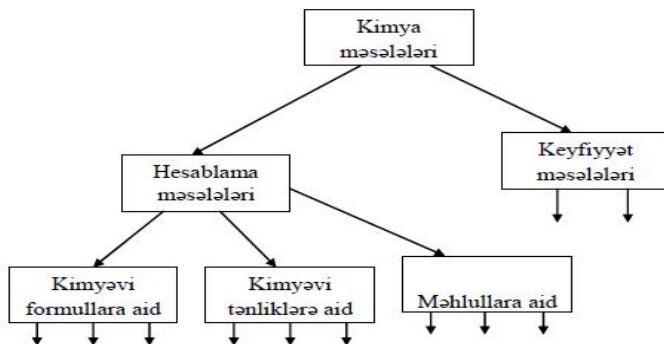 Kimya
məsələləri
Hesablama
məsələləri
Keyfiyyət
məsələləri
Kimyəvi
formullara aid
Kimyəvi
tənliklərə aid
Məhlullara aid